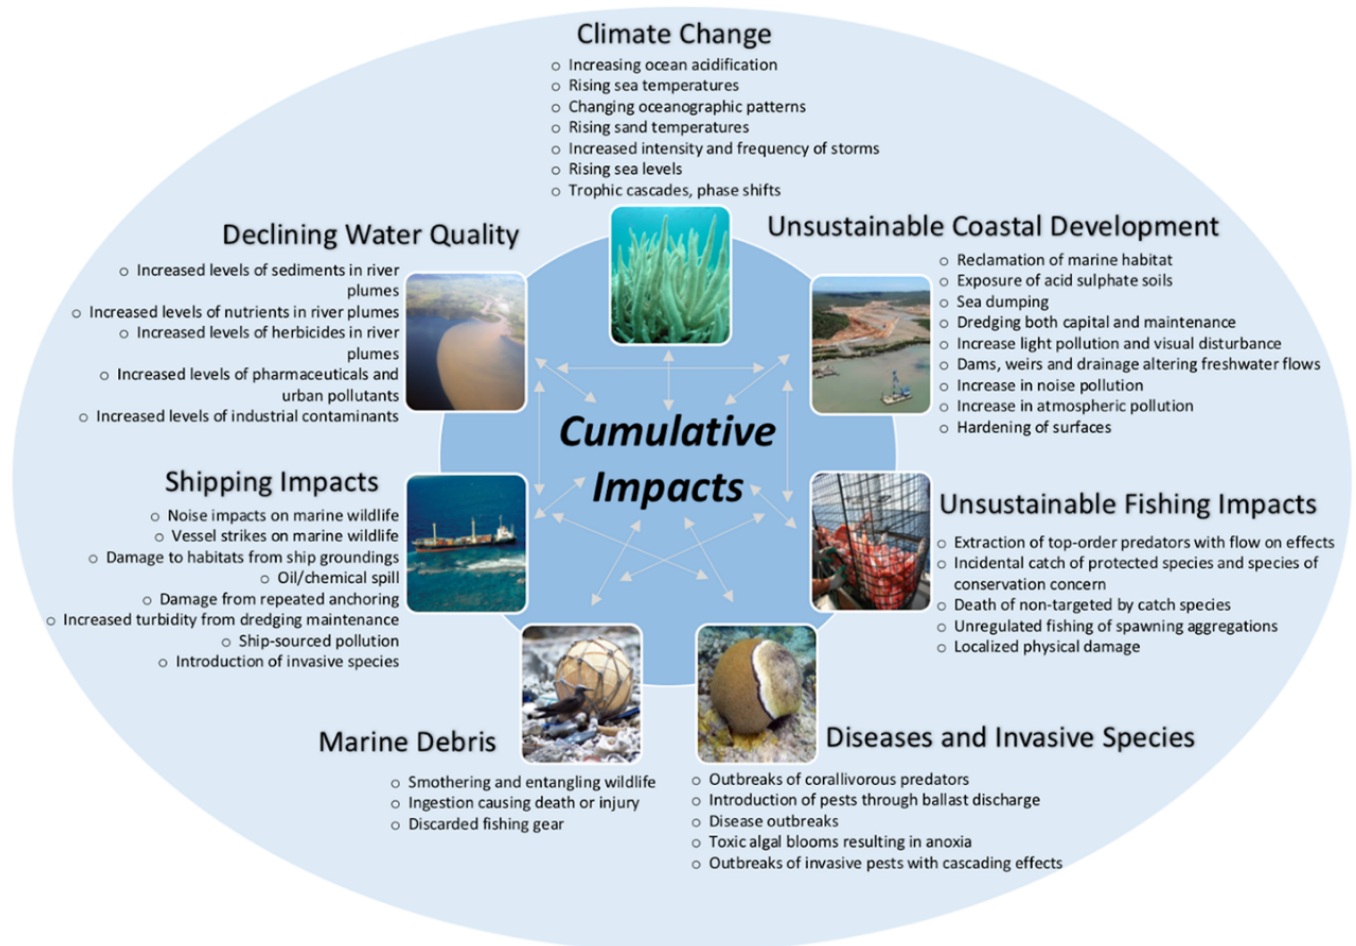 Climate Change
o Increasing ocean acidification
o Rising sea temperatures
o Changing oceanographic patterns
o Rising sand temperatures
o Increased intensity and frequency of storms
o Rising sea levels
o Trophic cascades, phase shifts
Declining Water Quality
o Increased levels of sediments in river
plumes
o Increased levels of nutrients in river plumes
o Increased levels of herbicides in river
plumes
o Increased levels of pharmaceuticals and
urban pollutants
o Increased levels of industrial contaminants
Unsustainable Coastal Development
o Reclamation of marine habitat
o Exposure of acid sulphate soils
o Sea dumping
o Dredging both capital and maintenance
o Increase light pollution and visual disturbance
o Dams, weirs and drainage altering freshwater flows
o Increase in noise pollution
o Increase in atmospheric pollution
o Hardening of surfaces
Cumulative
Impacts
Shipping Impacts
o Noise impacts on marine wildlife
o Vessel strikes on marine wildlife
o Damage to habitats from ship groundings
o Oil/chemical spill
o Damage from repeated anchoring
o Increased turbidity from dredging maintenance
o Ship-sourced pollution
o Introduction of invasive species
Unsustainable Fishing Impacts
o Extraction of top-order predators with flow on effects
o Incidental catch of protected species and species of
conservation concern
o Death of non-targeted by catch species
o Unregulated fishing of spawning aggregations
o Localized physical damage
Marine Debris
o Smothering and entangling wildlife
o Ingestion causing death or injury
o Discarded fishing gear
Diseases and Invasive Species
o Outbreaks of corallivorous predators
o Introduction of pests through ballast discharge
o Disease outbreaks
o Toxic algal blooms resulting in anoxia
o Outbreaks of invasive pests with cascading effects